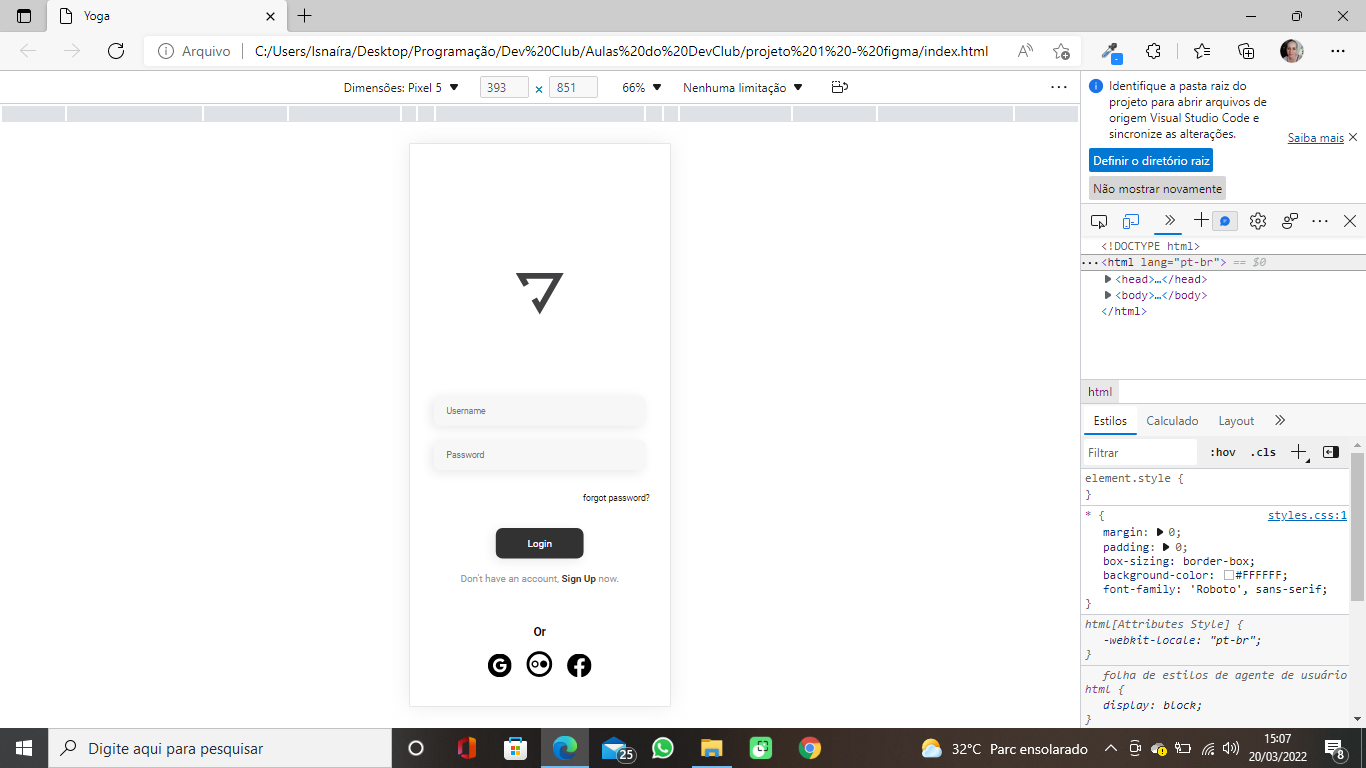 Yoga
Arquivo
C:/Users/Isnaíra/Desktop/Programação/Dev%20Club/Aulas%20do%20DevClub/projeto%201%20-%20figma/index.html
Dimensões: Pixel 5
393
×
851
66%
Nenhuma limitação
Username
Password
forgot password?
Login
Don't have an account, Sign Up now.
Or
Identifique a pasta raiz do
projeto para abrir arquivos de
origem Visual Studio Code e
sincronize as alterações.
Saiba mais
Definir o diretório raiz
Não mostrar novamente
<!DOCTYPE html>
<html lang="pt-br"> == $0
<head>…</head>
<body>…</body>
</html>
html
Estilos
Calculado
Layout
Filtrar
:hov
.cls
element.style {
}
* {
styles.css:1
margin: 0;
padding: 0;
box-sizing: border-box;
background-color: #FFFFFF;
font-family: 'Roboto', sans-serif;
}
html[Attributes Style] {
-webkit-locale: "pt-br";
}
folha de estilos de agente de usuário
html {
display: block;
}
Digite aqui para pesquisar
25
32°C Parc ensolarado
15:07
20/03/2022
8